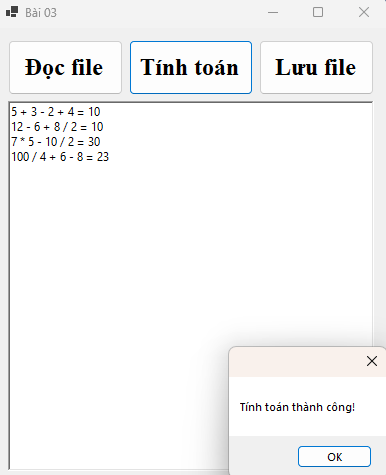 Bài 03
Đọc file Tính toán Lưu file
5 + 3 - 2 + 4 = 10
12 - 6 + 8 / 2 = 10
7 * 5 - 10 / 2 = 30
100 / 4 + 6 - 8 = 23
Tính toán thành công!
OK